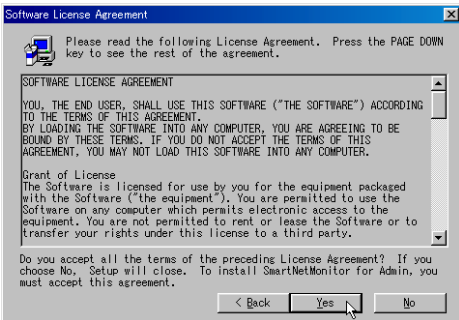 Software License Agreement
Please read the following License Agreement. Press the PAGE DOWN
key to see the rest of the agreement.
SOFTWARE LICENSE AGREEMENT
YOU, THE END USER, SHALL USE THIS SOFTWARE ("THE SOFTWARE") ACCORDING
TO THE TERMS OF THIS AGREEMENT.
BY LOADING THE SOFTWARE INTO ANY COMPUTER, YOU ARE AGREEING TO BE
BOUND BY THESE TERMS. IF YOU DO NOT ACCEPT THE TERMS OF THIS
AGREEMENT, YOU MAY NOT LOAD THIS SOFTWARE INTO ANY COMPUTER.
Grant of License
The Software is licensed for use by you for the equipment packaged
with the Software ("the equipment"). You are permitted to use the
Software on any computer which permits electronic access to the
equipment. You are not permitted to rent or lease the Software or to
transfer your rights under this license to a third party.
Do you accept all the terms of the preceding License Agreement? If you
choose No, Setup will close. To install SmartNetMonitor for Admin, you
must accept this agreement.
< Back Yes No